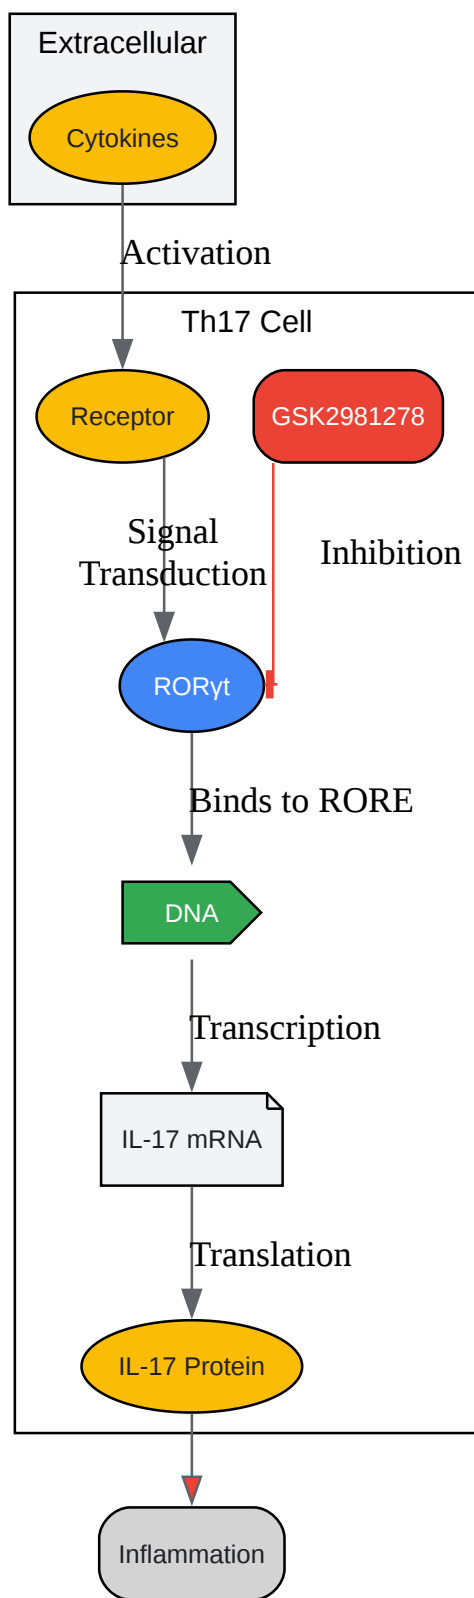 Extracellular
Cytokines
Activation
Th17 Cell
Receptor
GSK2981278
Signal
Transduction
Inhibition
RORγt
Binds to RORE
DNA
Transcription
IL-17 mRNA
Translation
IL-17 Protein
Inflammation